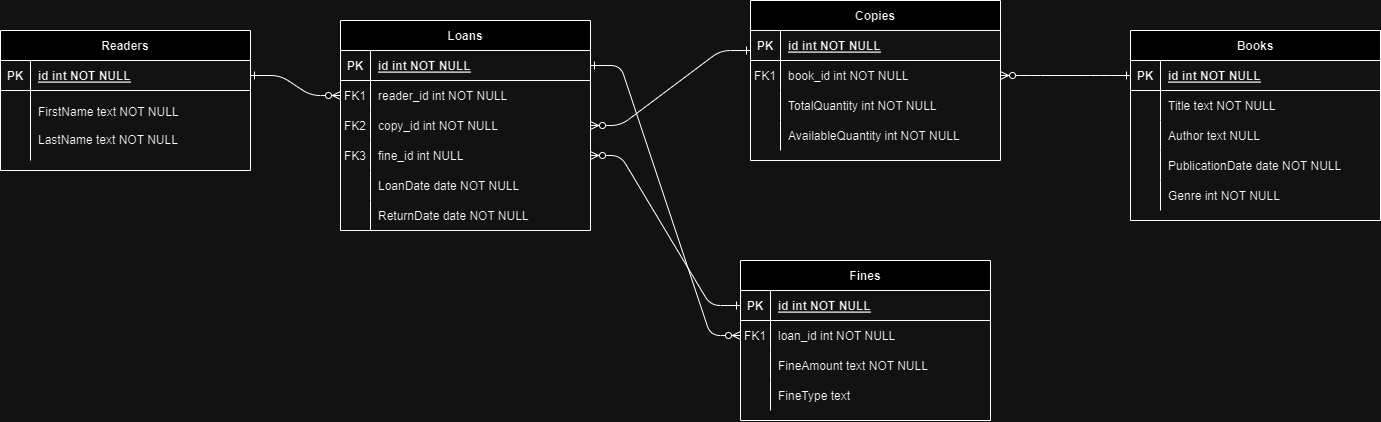 Readers
PK id int NOT NULL
FirstName text NOT NULL
LastName text NOT NULL
Loans
PK id int NOT NULL
FK1 reader_id int NOT NULL
FK2 copy_id int NOT NULL
FK3 fine_id int NULL
LoanDate date NOT NULL
ReturnDate date NOT NULL
Copies
PK id int NOT NULL
FK1 book_id int NOT NULL
TotalQuantity int NOT NULL
AvailableQuantity int NOT NULL
Books
PK id int NOT NULL
Title text NOT NULL
Author text NULL
PublicationDate date NOT NULL
Genre int NOT NULL
Fines
PK id int NOT NULL
FK1 loan_id int NOT NULL
FineAmount text NOT NULL
FineType text